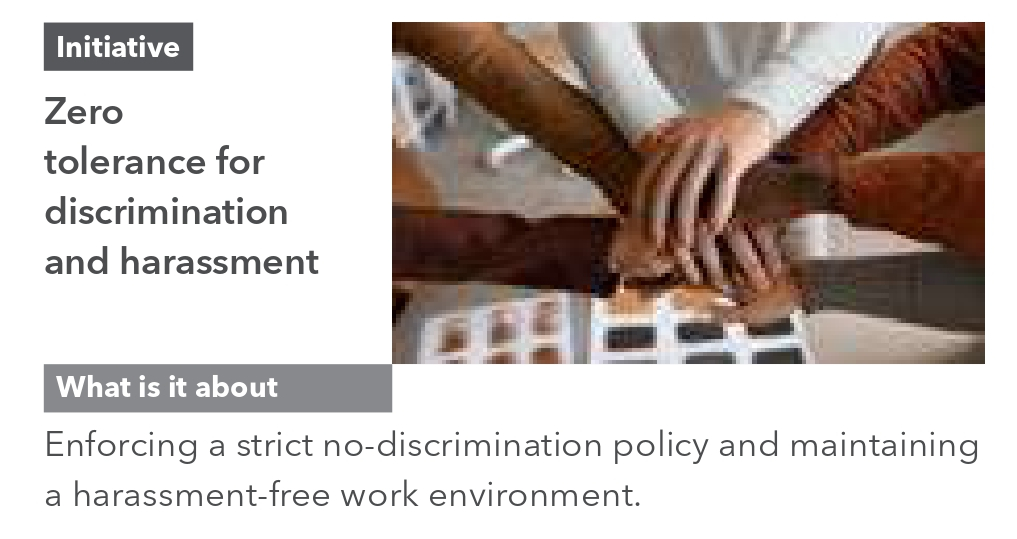 Initiative
Zero
tolerance for
discrimination
and harassment
What is it about
Enforcing a strict no-discrimination policy and maintaining
a harassment-free work environment.